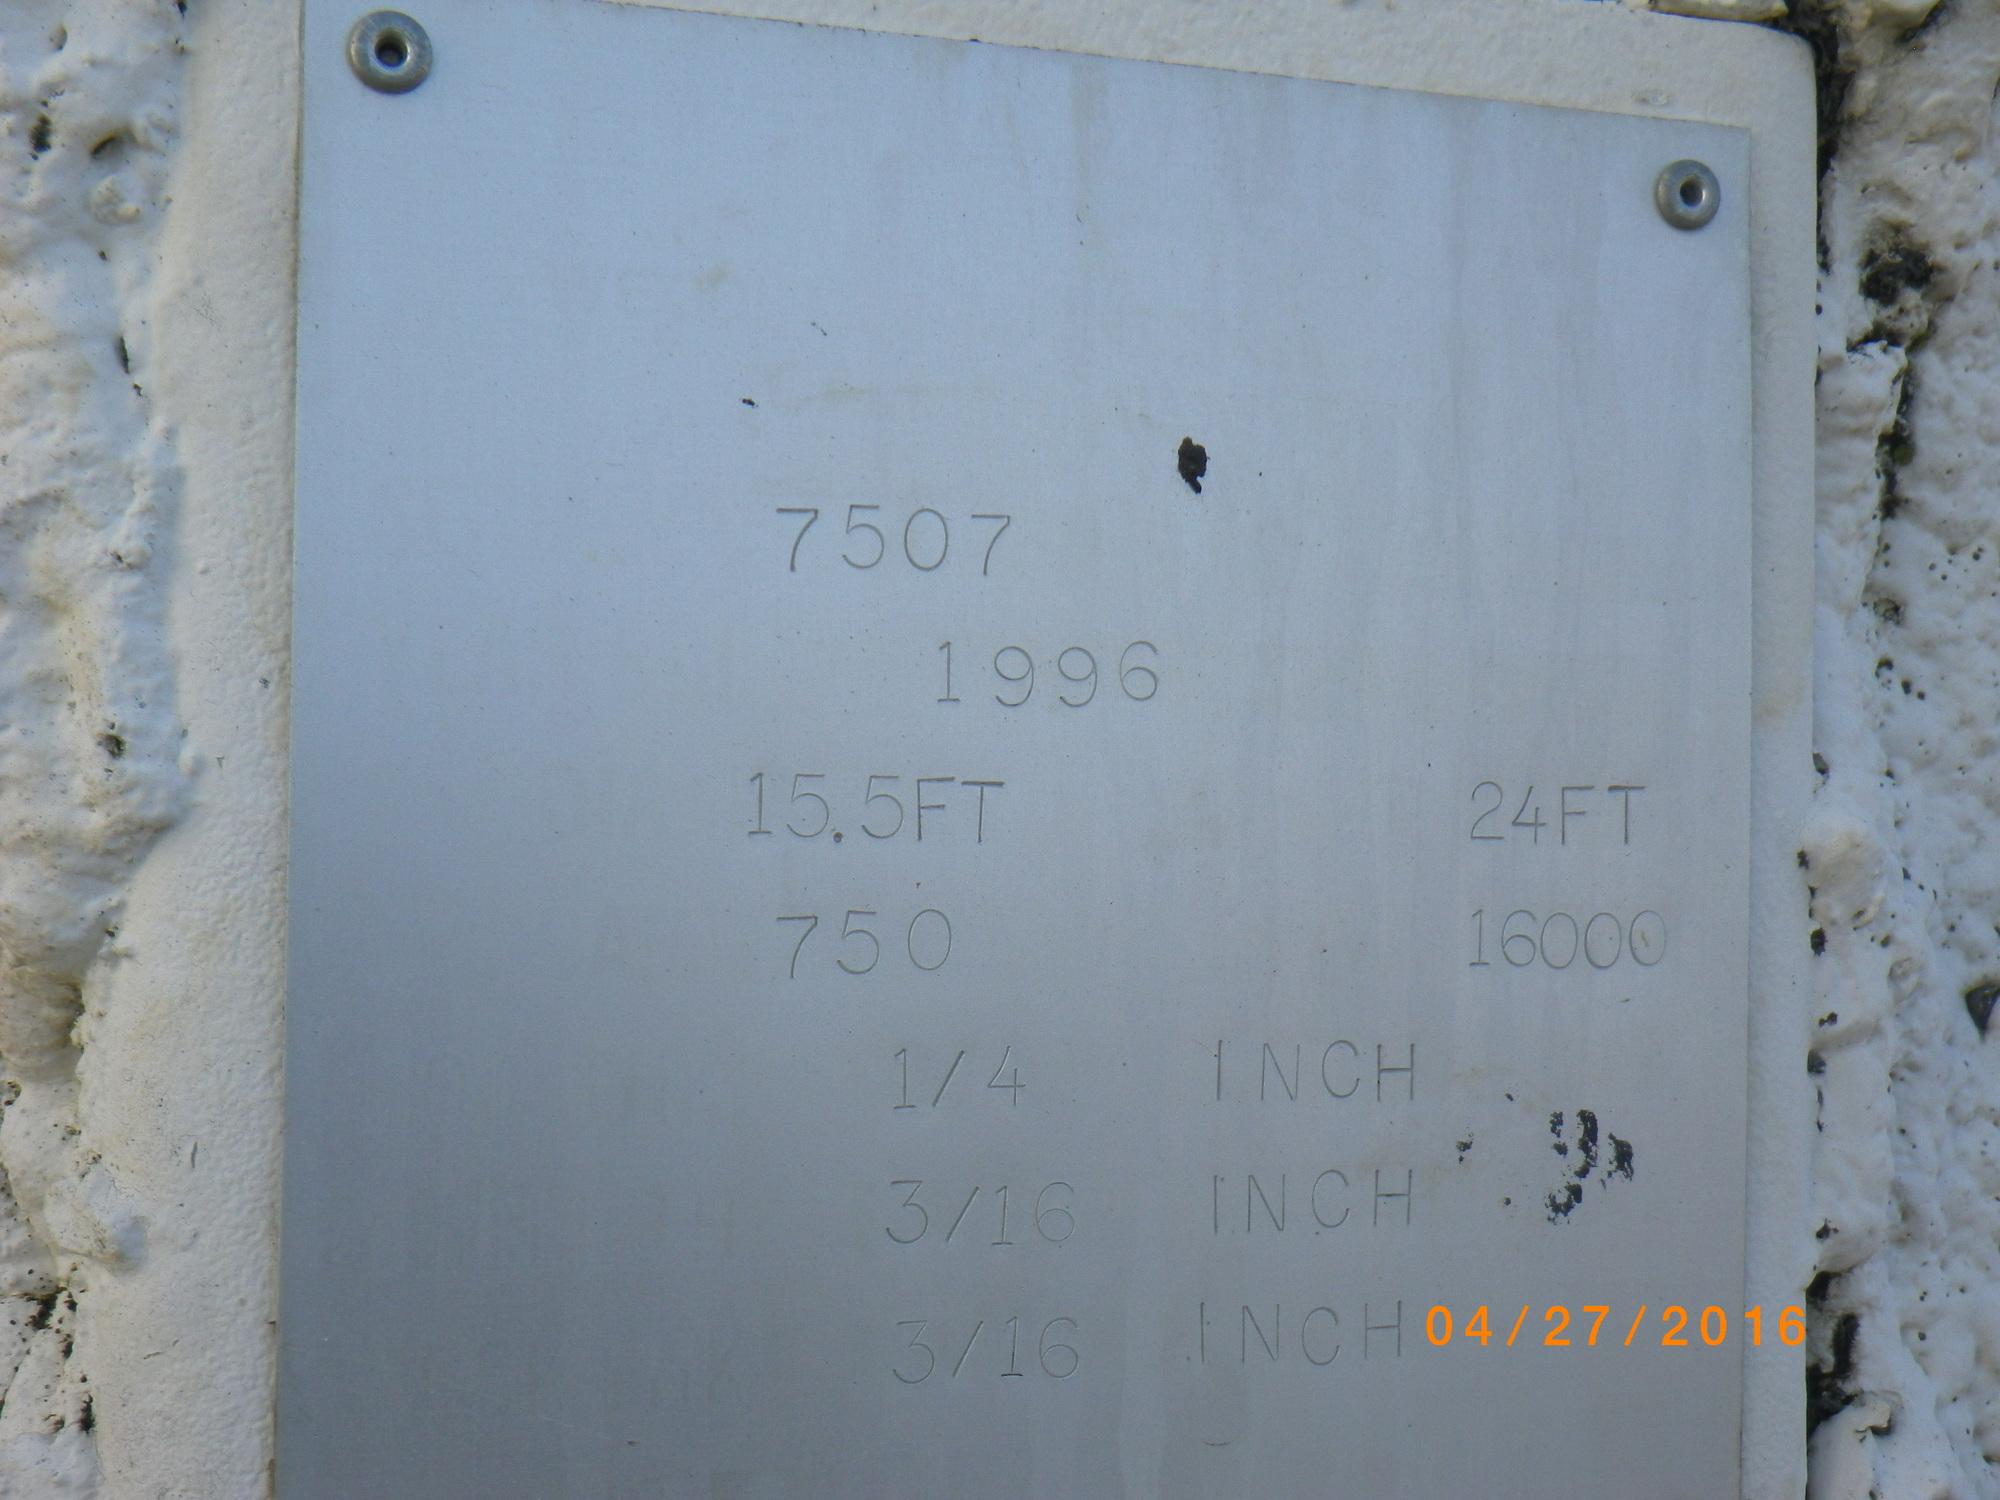 7507
1996
15.5FT 24FT
750 16000
1/4 INCH
3/16 INCH
3/16 INCH
04/27/2016